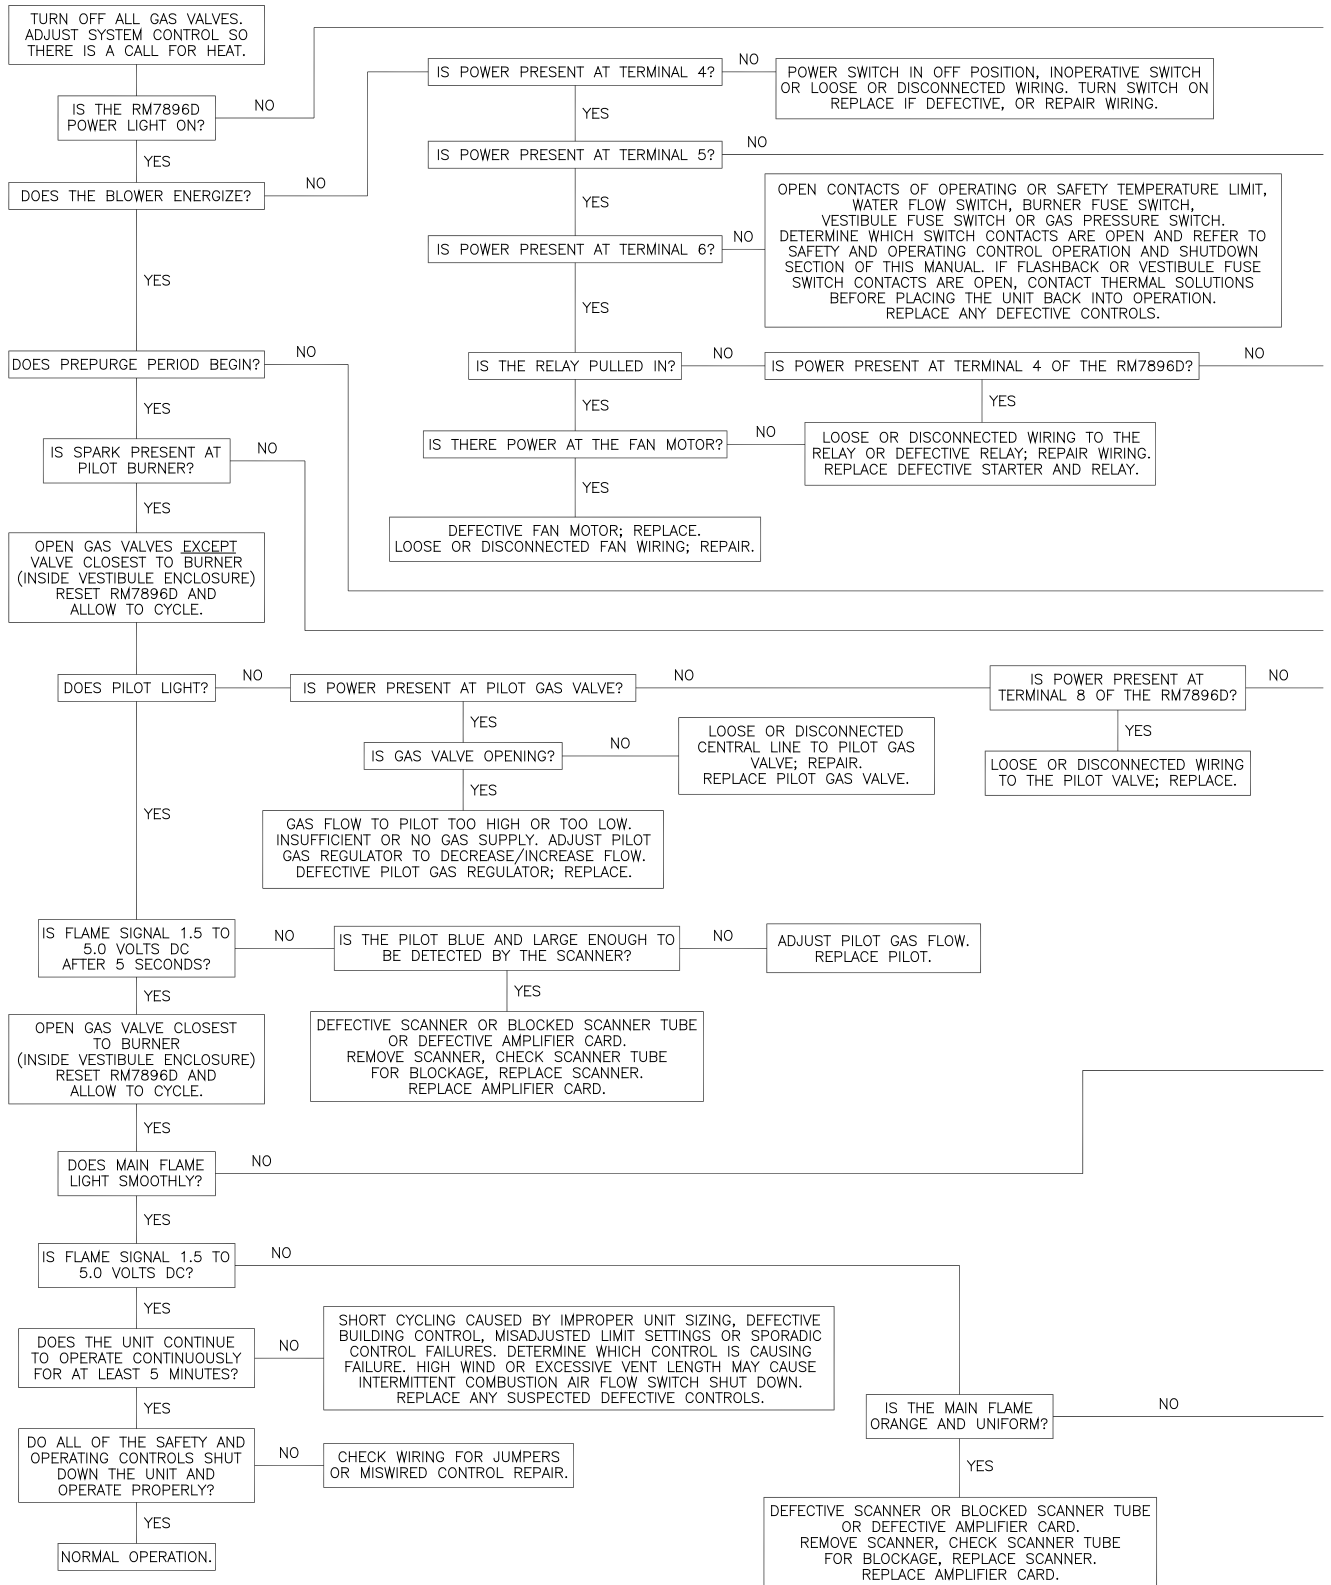 TURN OFF ALL GAS VALVES.
ADJUST SYSTEM CONTROL SO
THERE IS A CALL FOR HEAT.
IS THE RM7896D
POWER LIGHT ON?
NO
YES
DOES THE BLOWER ENERGIZE?
NO
YES
IS POWER PRESENT AT TERMINAL 4?
NO
POWER SWITCH IN OFF POSITION, INOPERATIVE SWITCH
OR LOOSE OR DISCONNECTED WIRING. TURN SWITCH ON
REPLACE IF DEFECTIVE, OR REPAIR WIRING.
YES
IS POWER PRESENT AT TERMINAL 5?
NO
YES
IS POWER PRESENT AT TERMINAL 6?
NO
OPEN CONTACTS OF OPERATING OR SAFETY TEMPERATURE LIMIT,
WATER FLOW SWITCH, BURNER FUSE SWITCH,
VESTIBULE FUSE SWITCH OR GAS PRESSURE SWITCH.
DETERMINE WHICH SWITCH CONTACTS ARE OPEN AND REFER TO
SAFETY AND OPERATING CONTROL OPERATION AND SHUTDOWN
SECTION OF THIS MANUAL. IF FLASHBACK OR VESTIBULE FUSE
SWITCH CONTACTS ARE OPEN, CONTACT THERMAL SOLUTIONS
BEFORE PLACING THE UNIT BACK INTO OPERATION.
REPLACE ANY DEFECTIVE CONTROLS.
YES
DOES PREPURGE PERIOD BEGIN?
NO
YES
IS THE RELAY PULLED IN?
NO
IS POWER PRESENT AT TERMINAL 4 OF THE RM7896D?
NO
YES
YES
IS THERE POWER AT THE FAN MOTOR?
NO
LOOSE OR DISCONNECTED WIRING TO THE
RELAY OR DEFECTIVE RELAY; REPAIR WIRING.
REPLACE DEFECTIVE STARTER AND RELAY.
YES
DEFECTIVE FAN MOTOR; REPLACE.
LOOSE OR DISCONNECTED FAN WIRING; REPAIR.
IS SPARK PRESENT AT
PILOT BURNER?
NO
YES
OPEN GAS VALVES EXCEPT
VALVE CLOSEST TO BURNER
(INSIDE VESTIBULE ENCLOSURE)
RESET RM7896D AND
ALLOW TO CYCLE.
DOES PILOT LIGHT?
NO
IS POWER PRESENT AT PILOT GAS VALVE?
NO
IS POWER PRESENT AT
TERMINAL 8 OF THE RM7896D?
NO
YES
LOOSE OR DISCONNECTED WIRING
TO THE PILOT VALVE; REPLACE.
YES
IS GAS VALVE OPENING?
NO
LOOSE OR DISCONNECTED
CENTRAL LINE TO PILOT GAS
VALVE; REPAIR.
REPLACE PILOT GAS VALVE.
YES
GAS FLOW TO PILOT TOO HIGH OR TOO LOW.
INSUFFICIENT OR NO GAS SUPPLY. ADJUST PILOT
GAS REGULATOR TO DECREASE/INCREASE FLOW.
DEFECTIVE PILOT GAS REGULATOR; REPLACE.
YES
IS FLAME SIGNAL 1.5 TO
5.0 VOLTS DC
AFTER 5 SECONDS?
NO
IS THE PILOT BLUE AND LARGE ENOUGH TO
BE DETECTED BY THE SCANNER?
NO
ADJUST PILOT GAS FLOW.
REPLACE PILOT.
YES
DEFECTIVE SCANNER OR BLOCKED SCANNER TUBE
OR DEFECTIVE AMPLIFIER CARD.
REMOVE SCANNER, CHECK SCANNER TUBE
FOR BLOCKAGE, REPLACE SCANNER.
REPLACE AMPLIFIER CARD.
YES
OPEN GAS VALVE CLOSEST
TO BURNER
(INSIDE VESTIBULE ENCLOSURE)
RESET RM7896D AND
ALLOW TO CYCLE.
YES
DOES MAIN FLAME
LIGHT SMOOTHLY?
NO
YES
IS FLAME SIGNAL 1.5 TO
5.0 VOLTS DC?
NO
YES
DOES THE UNIT CONTINUE
TO OPERATE CONTINUOUSLY
FOR AT LEAST 5 MINUTES?
NO
SHORT CYCLING CAUSED BY IMPROPER UNIT SIZING, DEFECTIVE
BUILDING CONTROL, MISADJUSTED LIMIT SETTINGS OR SPORADIC
CONTROL FAILURES. DETERMINE WHICH CONTROL IS CAUSING
FAILURE. HIGH WIND OR EXCESSIVE VENT LENGTH MAY CAUSE
INTERMITTENT COMBUSTION AIR FLOW SWITCH SHUT DOWN.
REPLACE ANY SUSPECTED DEFECTIVE CONTROLS.
YES
DO ALL OF THE SAFETY AND
OPERATING CONTROLS SHUT
DOWN THE UNIT AND
OPERATE PROPERLY?
NO
CHECK WIRING FOR JUMPERS
OR MISWIRED CONTROL REPAIR.
YES
NORMAL OPERATION.
IS THE MAIN FLAME
ORANGE AND UNIFORM?
NO
YES
DEFECTIVE SCANNER OR BLOCKED SCANNER TUBE
OR DEFECTIVE AMPLIFIER CARD.
REMOVE SCANNER, CHECK SCANNER TUBE
FOR BLOCKAGE, REPLACE SCANNER.
REPLACE AMPLIFIER CARD.